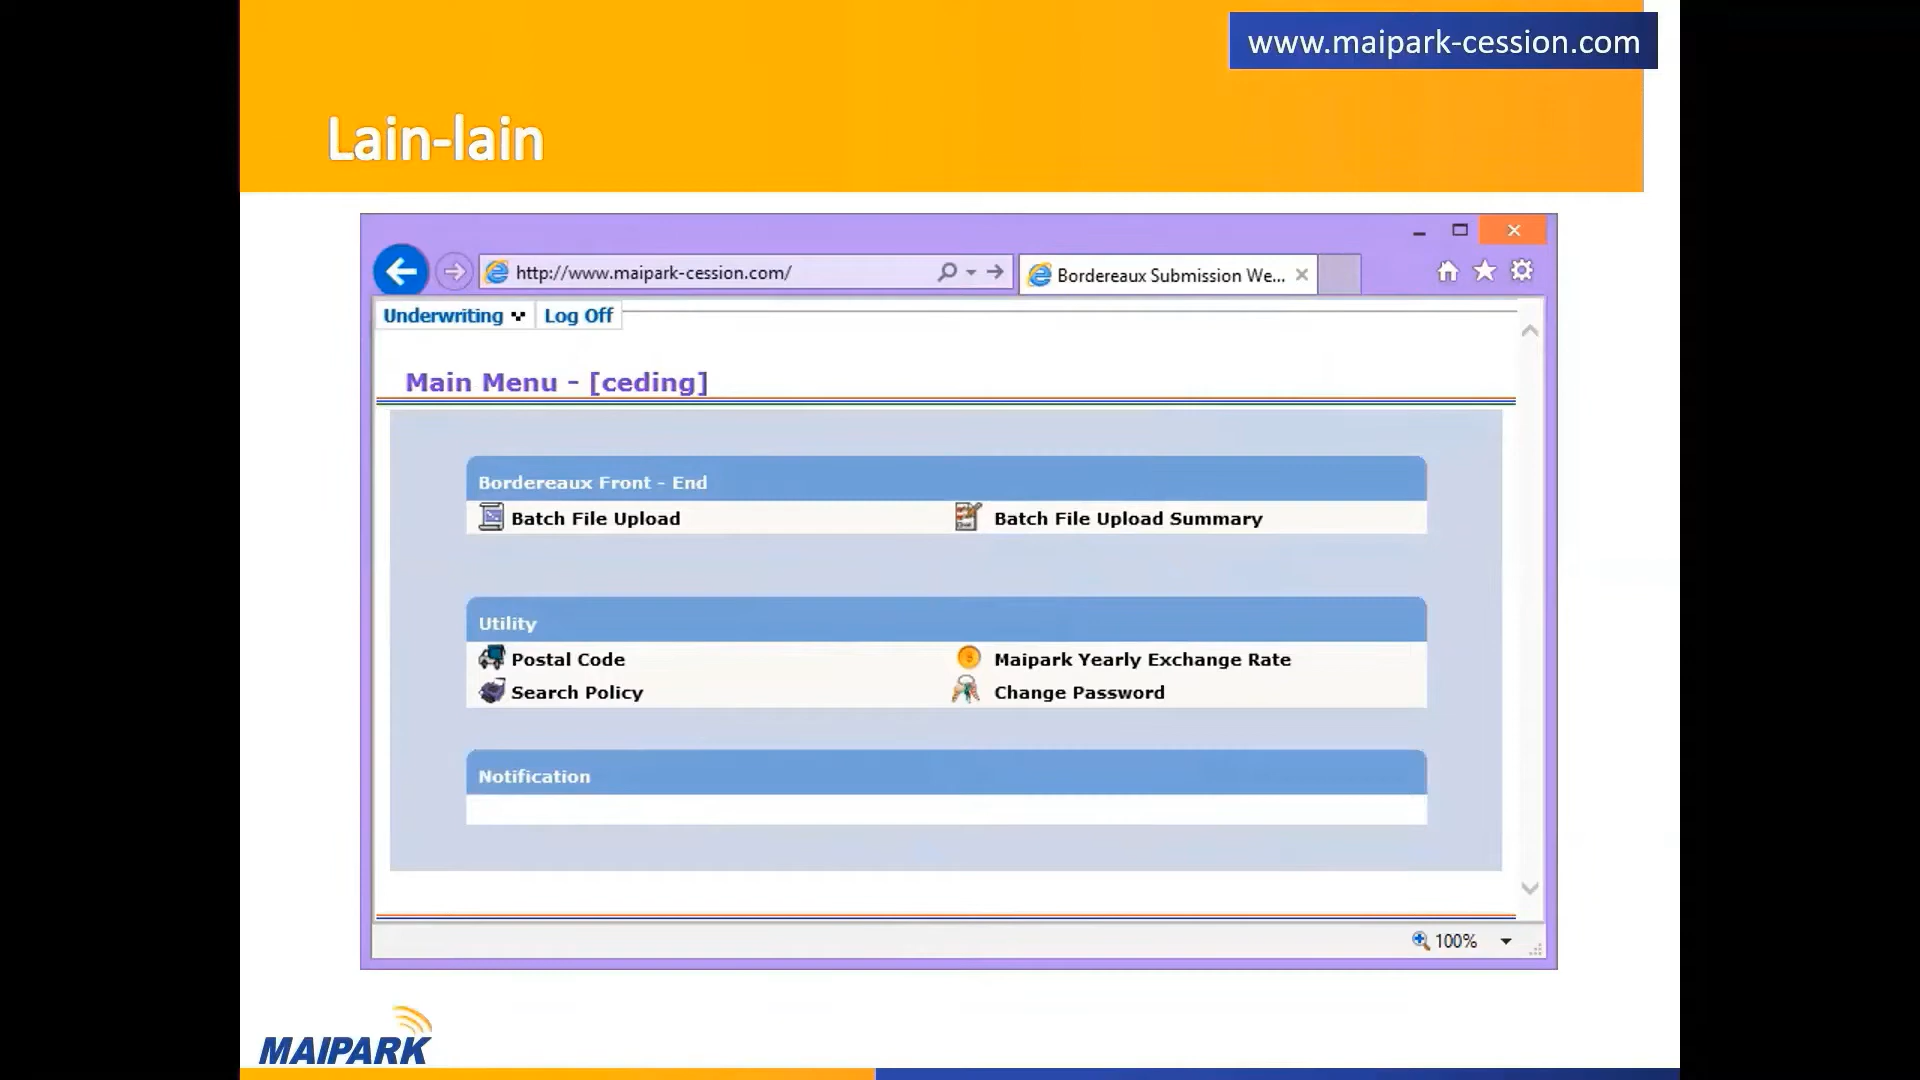 www.maipark-cession.com
Lain-lain
http://www.maipark-cession.com/
Bordereaux Submission We...
Underwriting
Log Off
Main Menu - [ceding]
Bordereaux Front - End
Batch File Upload
Batch File Upload Summary
Utility
Postal Code
Maipark Yearly Exchange Rate
Search Policy
Change Password
Notification
100%
MAIPARK